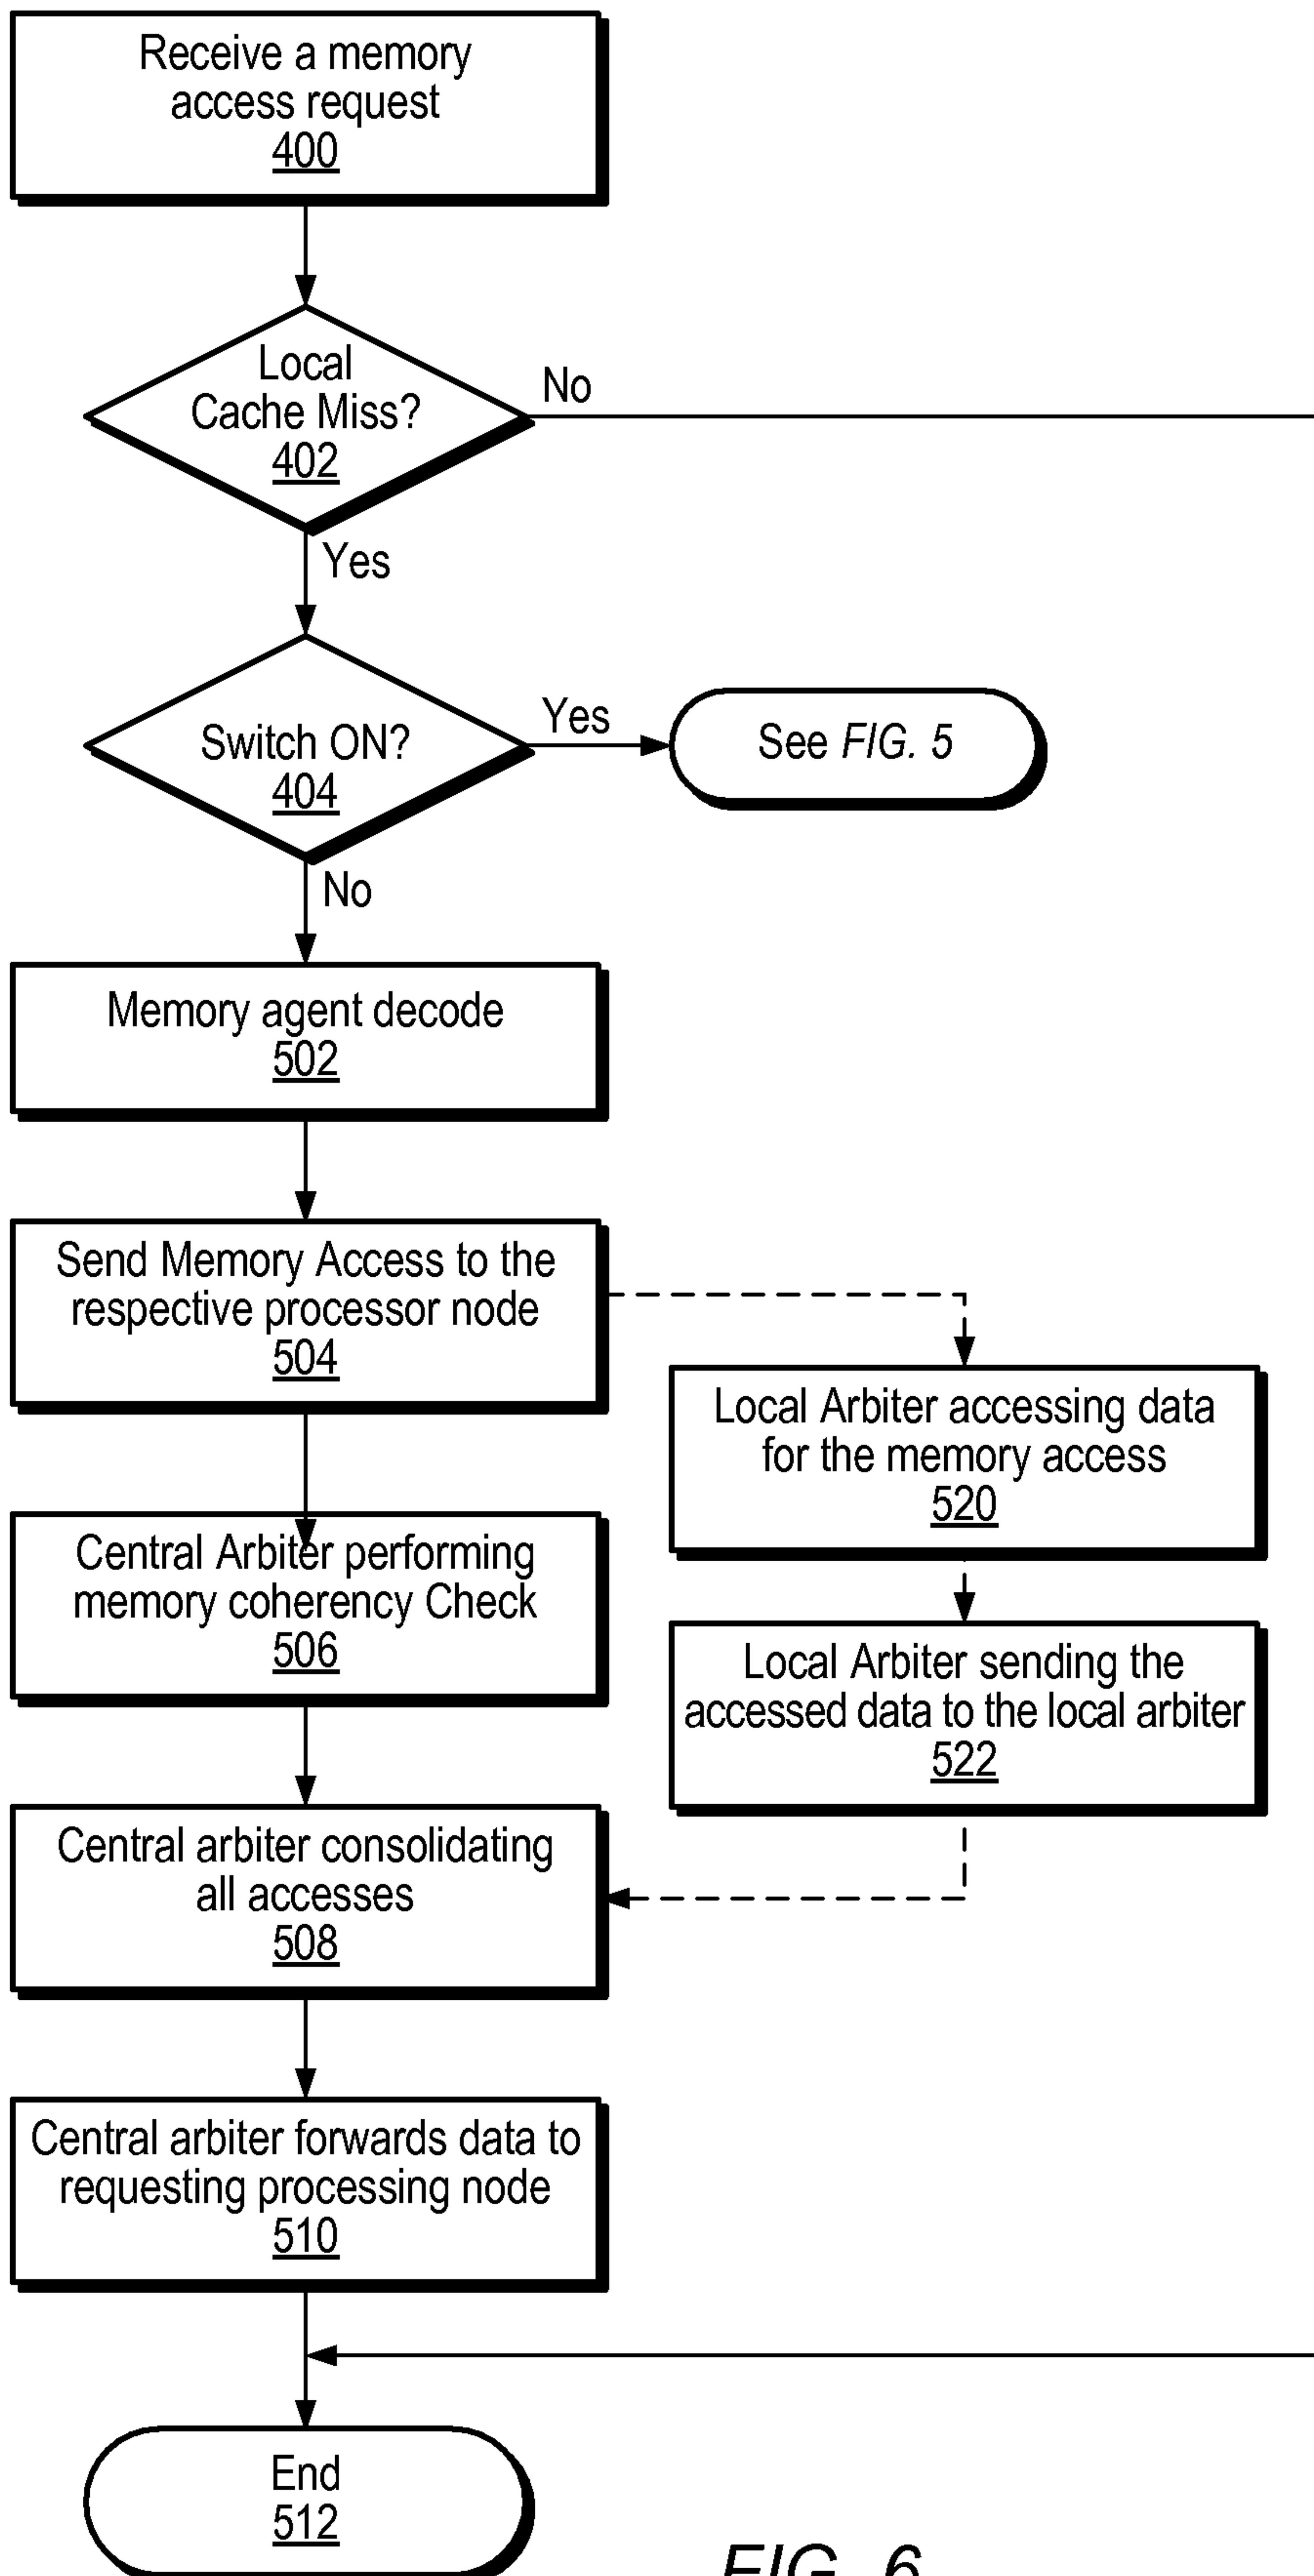 Receive a memory
access request
400
Local
Cache Miss?
402
No
Yes
Switch ON?
404
Yes
See FIG. 5
No
Memory agent decode
502
Send Memory Access to the
respective processor node
504
Local Arbiter accessing data
for the memory access
520
Central Arbiter performing
memory coherency Check
506
Local Arbiter sending the
accessed data to the local arbiter
522
Central arbiter consolidating
all accesses
508
Central arbiter forwards data to
requesting processing node
510
End
512
FIG. 6